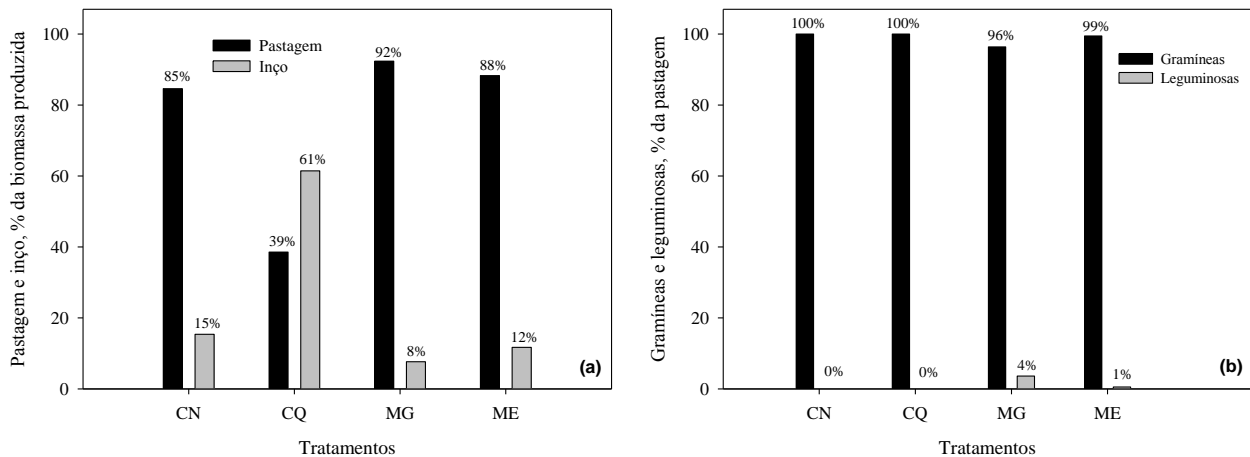 Pastagem e inço, % da biomassa produzida
100
80
60
40
20
0
Pastagem
Inço
85%
15%
39%
61%
92%
8%
88%
12%
(a)
CN
CQ
MG
ME
Tratamentos
Gramíneas e leguminosas, % da pastagem
100
80
60
40
20
0
Gramíneas
Leguminosas
100%
0%
100%
0%
96%
4%
99%
1%
(b)
CN
CQ
MG
ME
Tratamentos